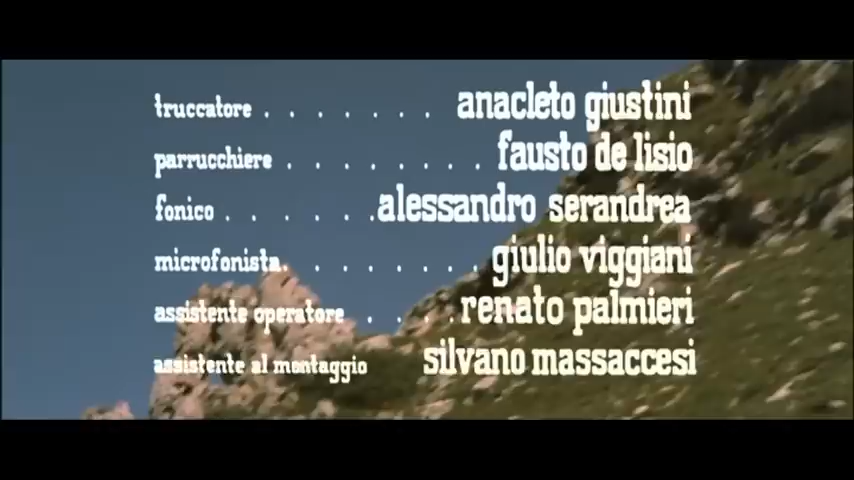 truccatore . . . . . . . anacleto giustini
parrucchiere . . . . . . . . fausto de lisio
fonico . . . . . . alessandro serandrea
microfonista. . . . . . . . giulio viggiani
assistente operatore . . . . renato palmieri
assistente al montaggio silvano massaccesi